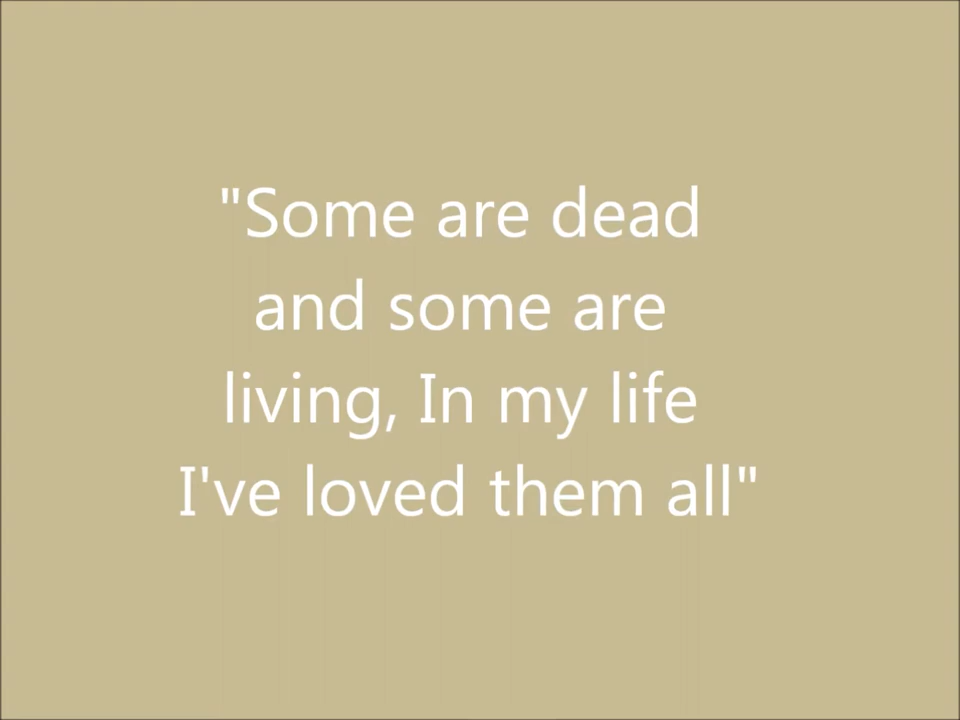 "Some are dead
and some are
living, In my life
I've loved them all"